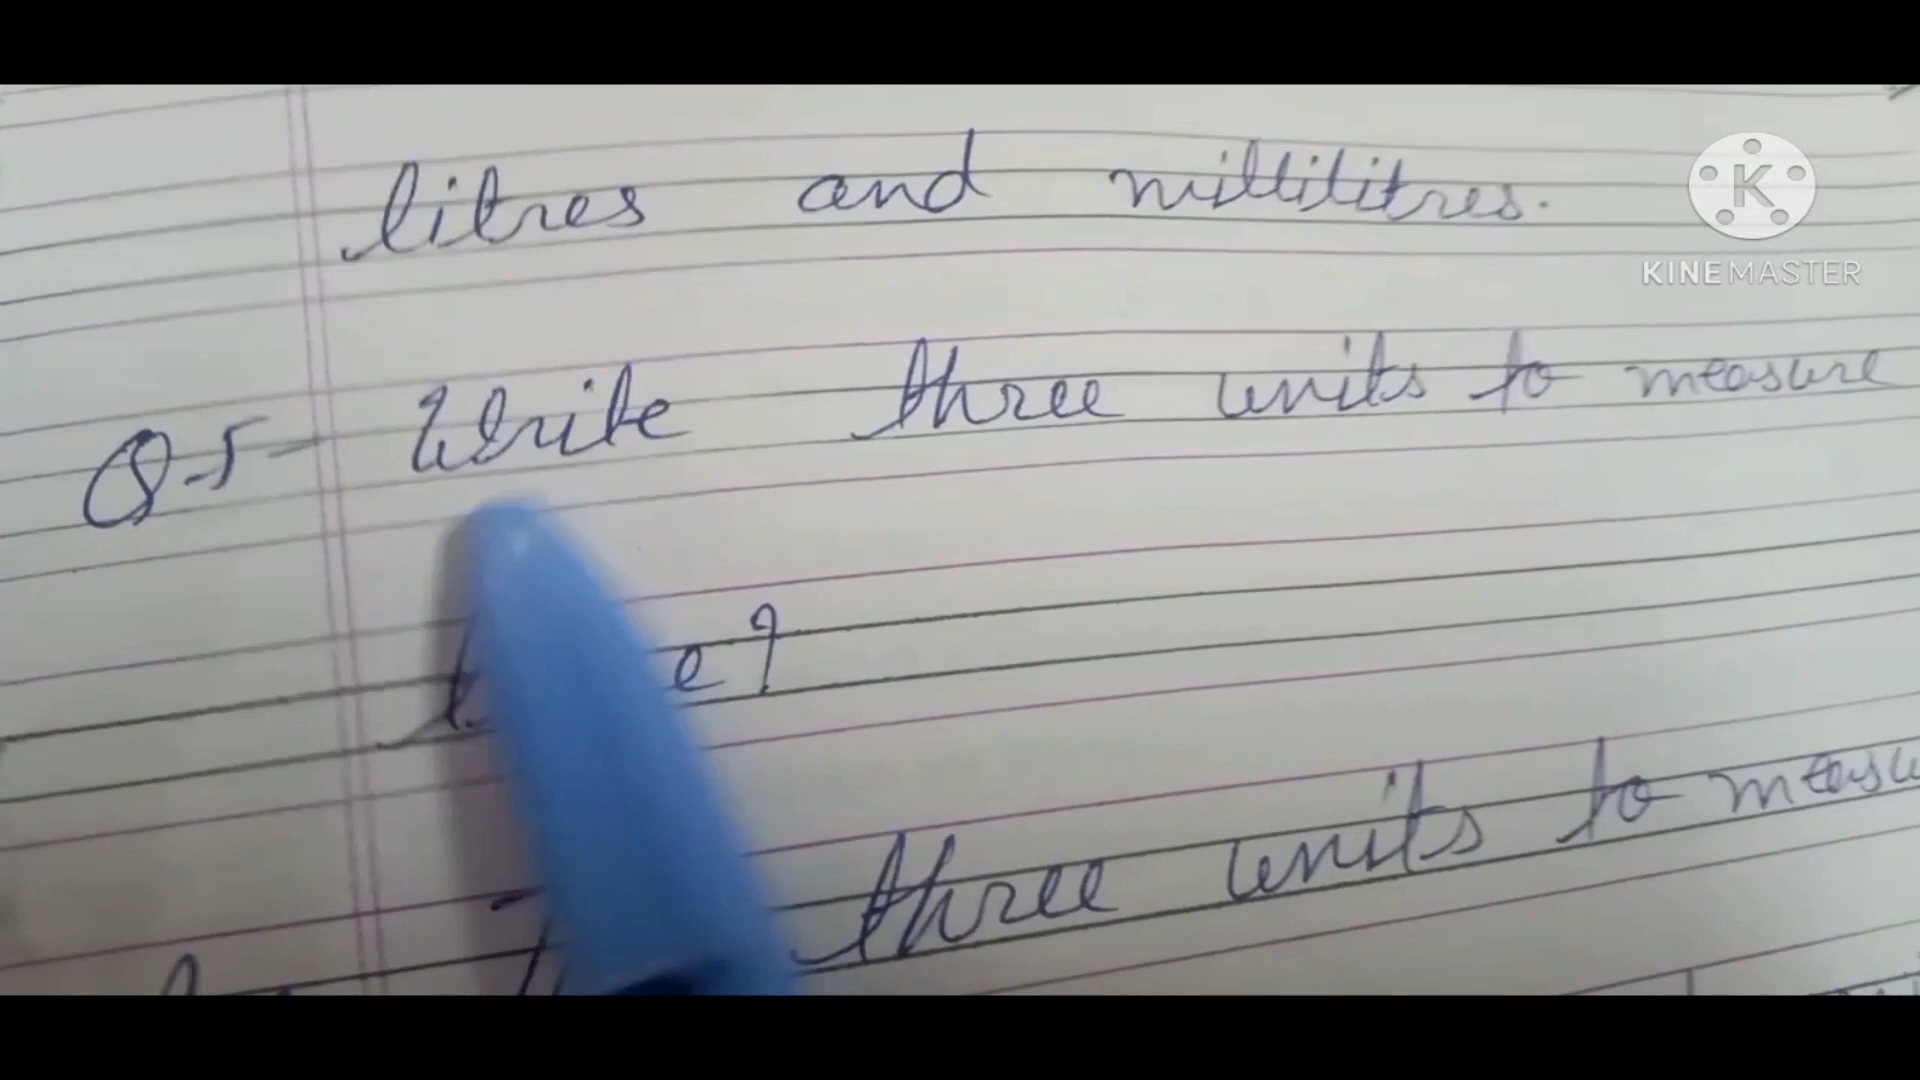 litres and millilitres.
K
KINEMASTER
Q.5- Write three units to measure
three units to